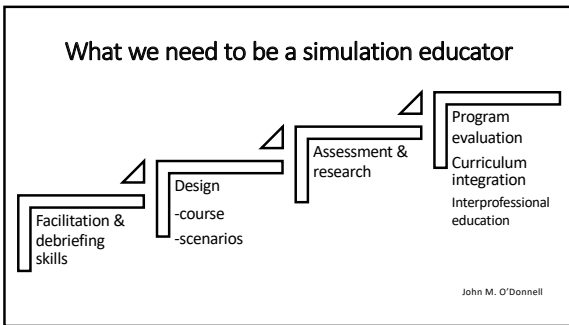 What we need to be a simulation educator
Facilitation &
debriefing
skills
Design
-course
-scenarios
Assessment &
research
Program
evaluation
Curriculum
integration
Interprofessional
education
John M. O'Donnell